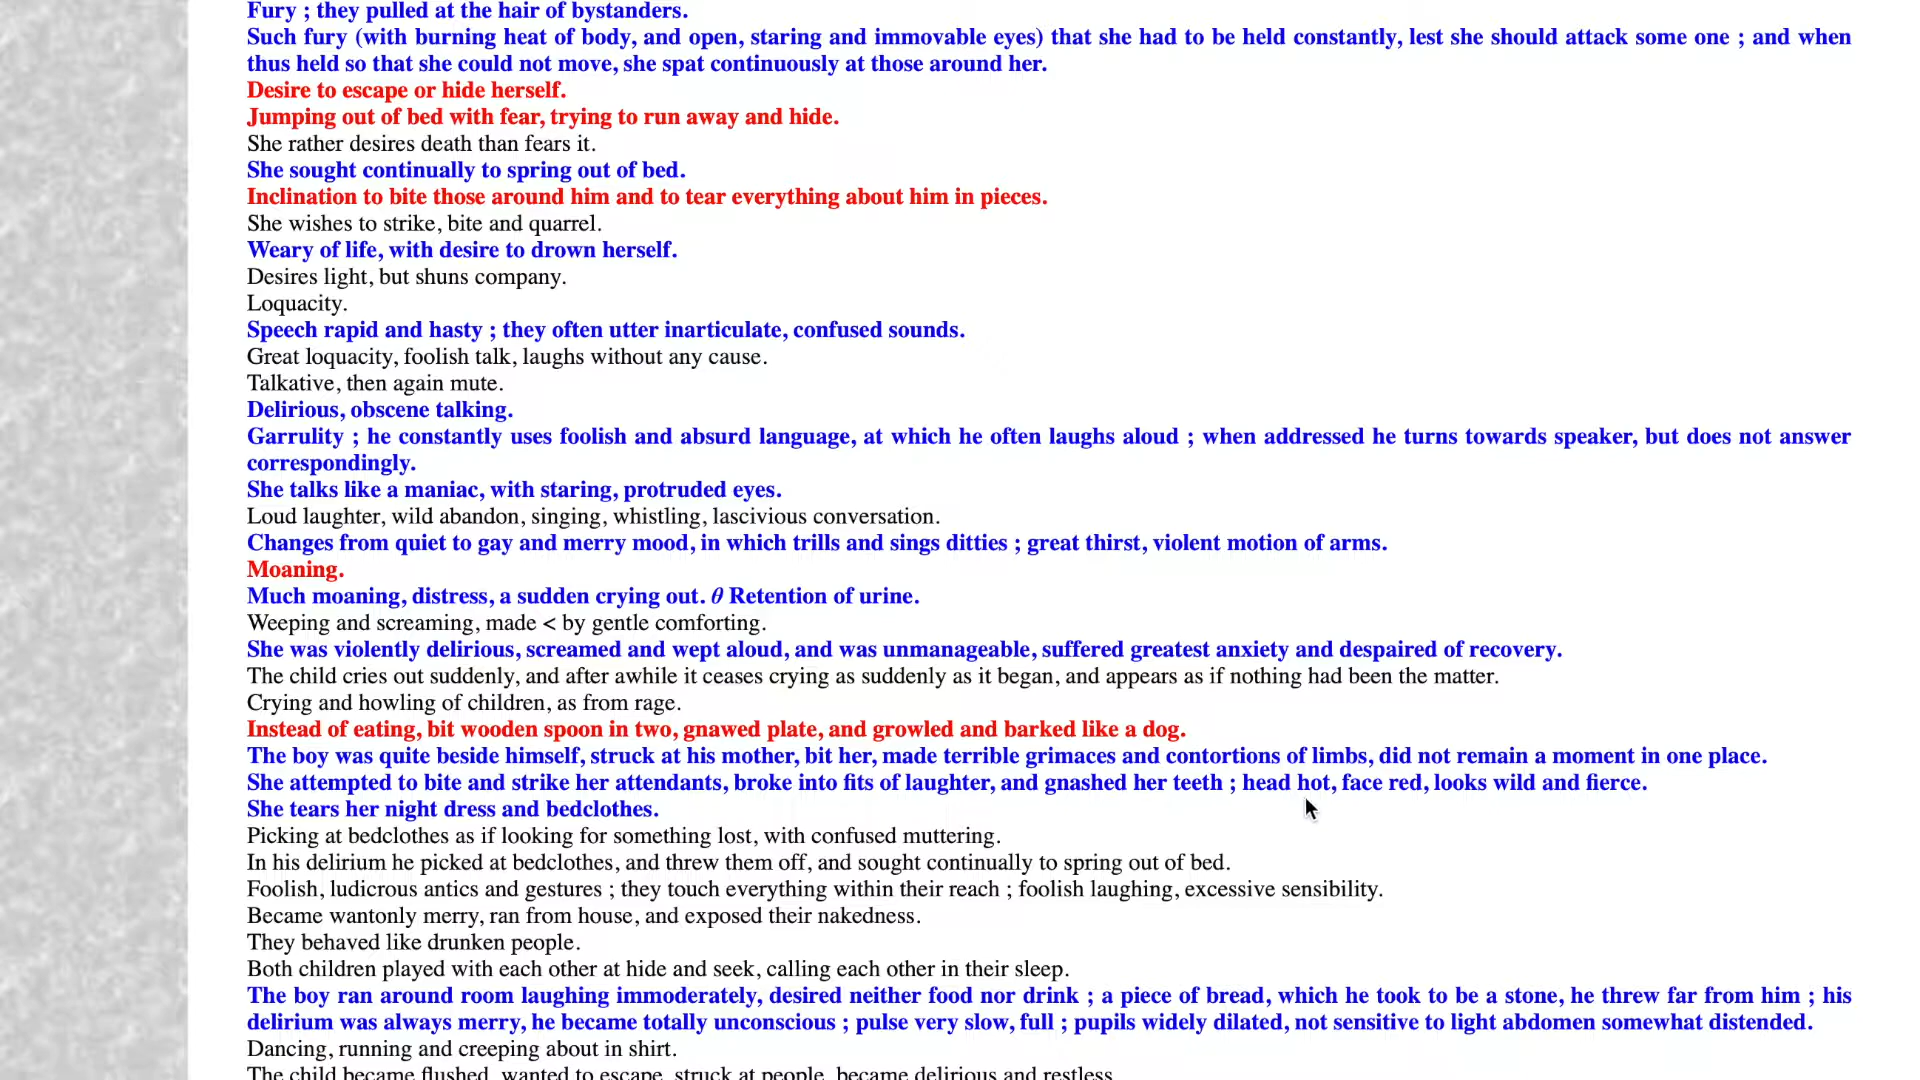 Fury ; they pulled at the hair of bystanders.
Such fury (with burning heat of body, and open, staring and immovable eyes) that she had to be held constantly, lest she should attack some one ; and when
thus held so that she could not move, she spat continuously at those around her.
Desire to escape or hide herself.
Jumping out of bed with fear, trying to run away and hide.
She rather desires death than fears it.
She sought continually to spring out of bed.
Inclination to bite those around him and to tear everything about him in pieces.
She wishes to strike, bite and quarrel.
Weary of life, with desire to drown herself.
Desires light, but shuns company.
Loquacity.
Speech rapid and hasty ; they often utter inarticulate, confused sounds.
Great loquacity, foolish talk, laughs without any cause.
Talkative, then again mute.
Delirious, obscene talking.
Garrulity ; he constantly uses foolish and absurd language, at which he often laughs aloud ; when addressed he turns towards speaker, but does not answer
correspondingly.
She talks like a maniac, with staring, protruded eyes.
Loud laughter, wild abandon, singing, whistling, lascivious conversation.
Changes from quiet to gay and merry mood, in which trills and sings ditties ; great thirst, violent motion of arms.
Moaning.
Much moaning, distress, a sudden crying out. θ Retention of urine.
Weeping and screaming, made < by gentle comforting.
She was violently delirious, screamed and wept aloud, and was unmanageable, suffered greatest anxiety and despaired of recovery.
The child cries out suddenly, and after awhile it ceases crying as suddenly as it began, and appears as if nothing had been the matter.
Crying and howling of children, as from rage.
Instead of eating, bit wooden spoon in two, gnawed plate, and growled and barked like a dog.
The boy was quite beside himself, struck at his mother, bit her, made terrible grimaces and contortions of limbs, did not remain a moment in one place.
She attempted to bite and strike her attendants, broke into fits of laughter, and gnashed her teeth ; head hot, face red, looks wild and fierce.
She tears her night dress and bedclothes.
Picking at bedclothes as if looking for something lost, with confused muttering.
In his delirium he picked at bedclothes, and threw them off, and sought continually to spring out of bed.
Foolish, ludicrous antics and gestures ; they touch everything within their reach ; foolish laughing, excessive sensibility.
Became wantonly merry, ran from house, and exposed their nakedness.
They behaved like drunken people.
Both children played with each other at hide and seek, calling each other in their sleep.
The boy ran around room laughing immoderately, desired neither food nor drink ; a piece of bread, which he took to be a stone, he threw far from him ; his
delirium was always merry, he became totally unconscious ; pulse very slow, full ; pupils widely dilated, not sensitive to light abdomen somewhat distended.
Dancing, running and creeping about in shirt.
The child became flushed, wanted to escape, struck at people, became delirious and restless